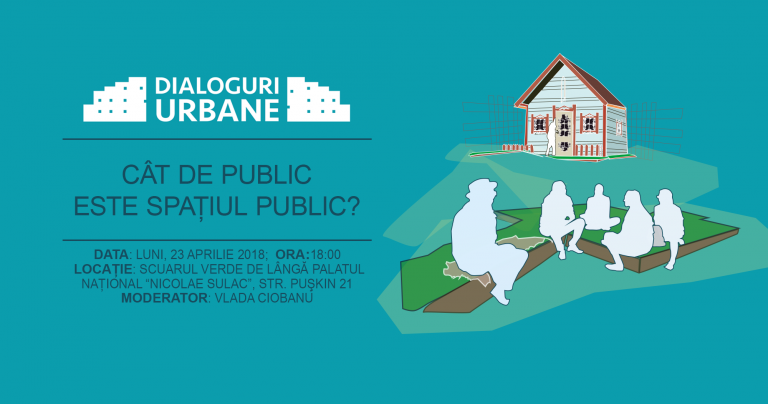 DIALOGURI
URBANE
CÂT DE PUBLIC
ESTE SPAȚIUL PUBLIC?
DATA: LUNI, 23 APRILIE 2018; ORA:18:00
LOCAȚIE: SCUARUL VERDE DE LÂNGĂ PALATUL
NAȚIONAL “NICOLAE SULAC”, STR. PUȘKIN 21
MODERATOR: VLADA CIOBANU